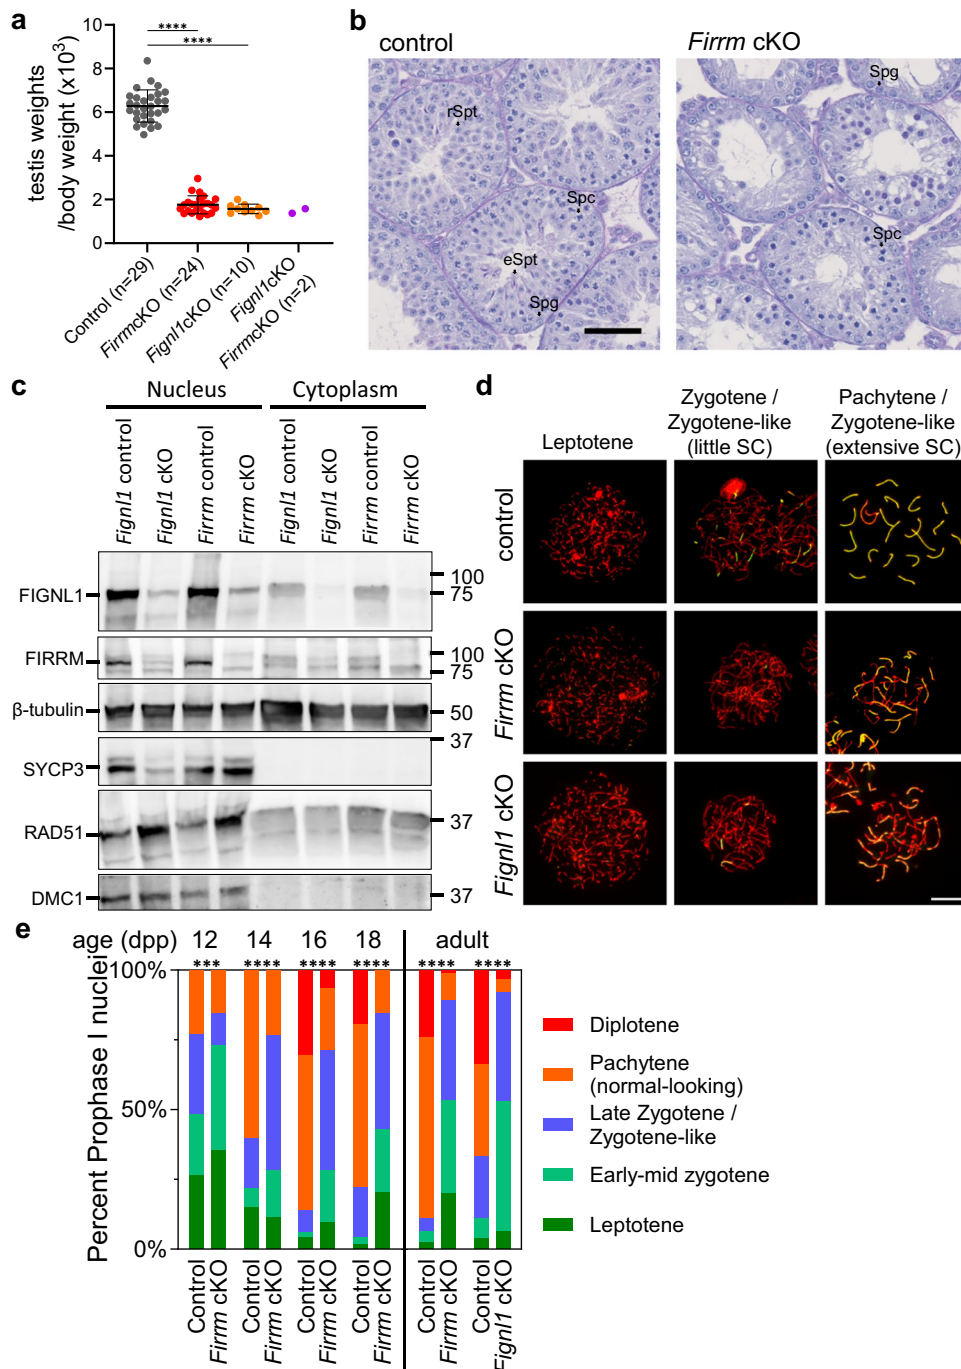 a
testis weights
/body weight (x10³)
10
8
6
4
2
0
****
****
Control (n=29)
FirrmcKO (n=24)
Fignl1cKO (n=10)
Fignl1cKO
FirrmcKO (n=2)
b
control
Firrm cKO
rSpt
Spc
eSpt
Spg
Spg
Spc
c
Nucleus
Cytoplasm
Fignl1 control
Fignl1 cKO
Firrm control
Firrm cKO
Fignl1 control
Fignl1 cKO
Firrm control
Firrm cKO
FIGNL1
100
75
FIRRM
100
75
β-tubulin
50
37
SYCP3
RAD51
37
DMC1
37
d
Leptotene
Zygotene /
Zygotene-like
(little SC)
Pachytene /
Zygotene-like
(extensive SC)
control
Firrm cKO
Fignl1 cKO
e
age (dpp)
12
14
16
18
adult
***
****
****
****
****
****
Percent Prophase I nuclei
100%
50%
0%
Control
Firrm cKO
Control
Firrm cKO
Control
Firrm cKO
Control
Firrm cKO
Control
Firrm cKO
Control
Fignl1 cKO
Diplotene
Pachytene
(normal-looking)
Late Zygotene /
Zygotene-like
Early-mid zygotene
Leptotene